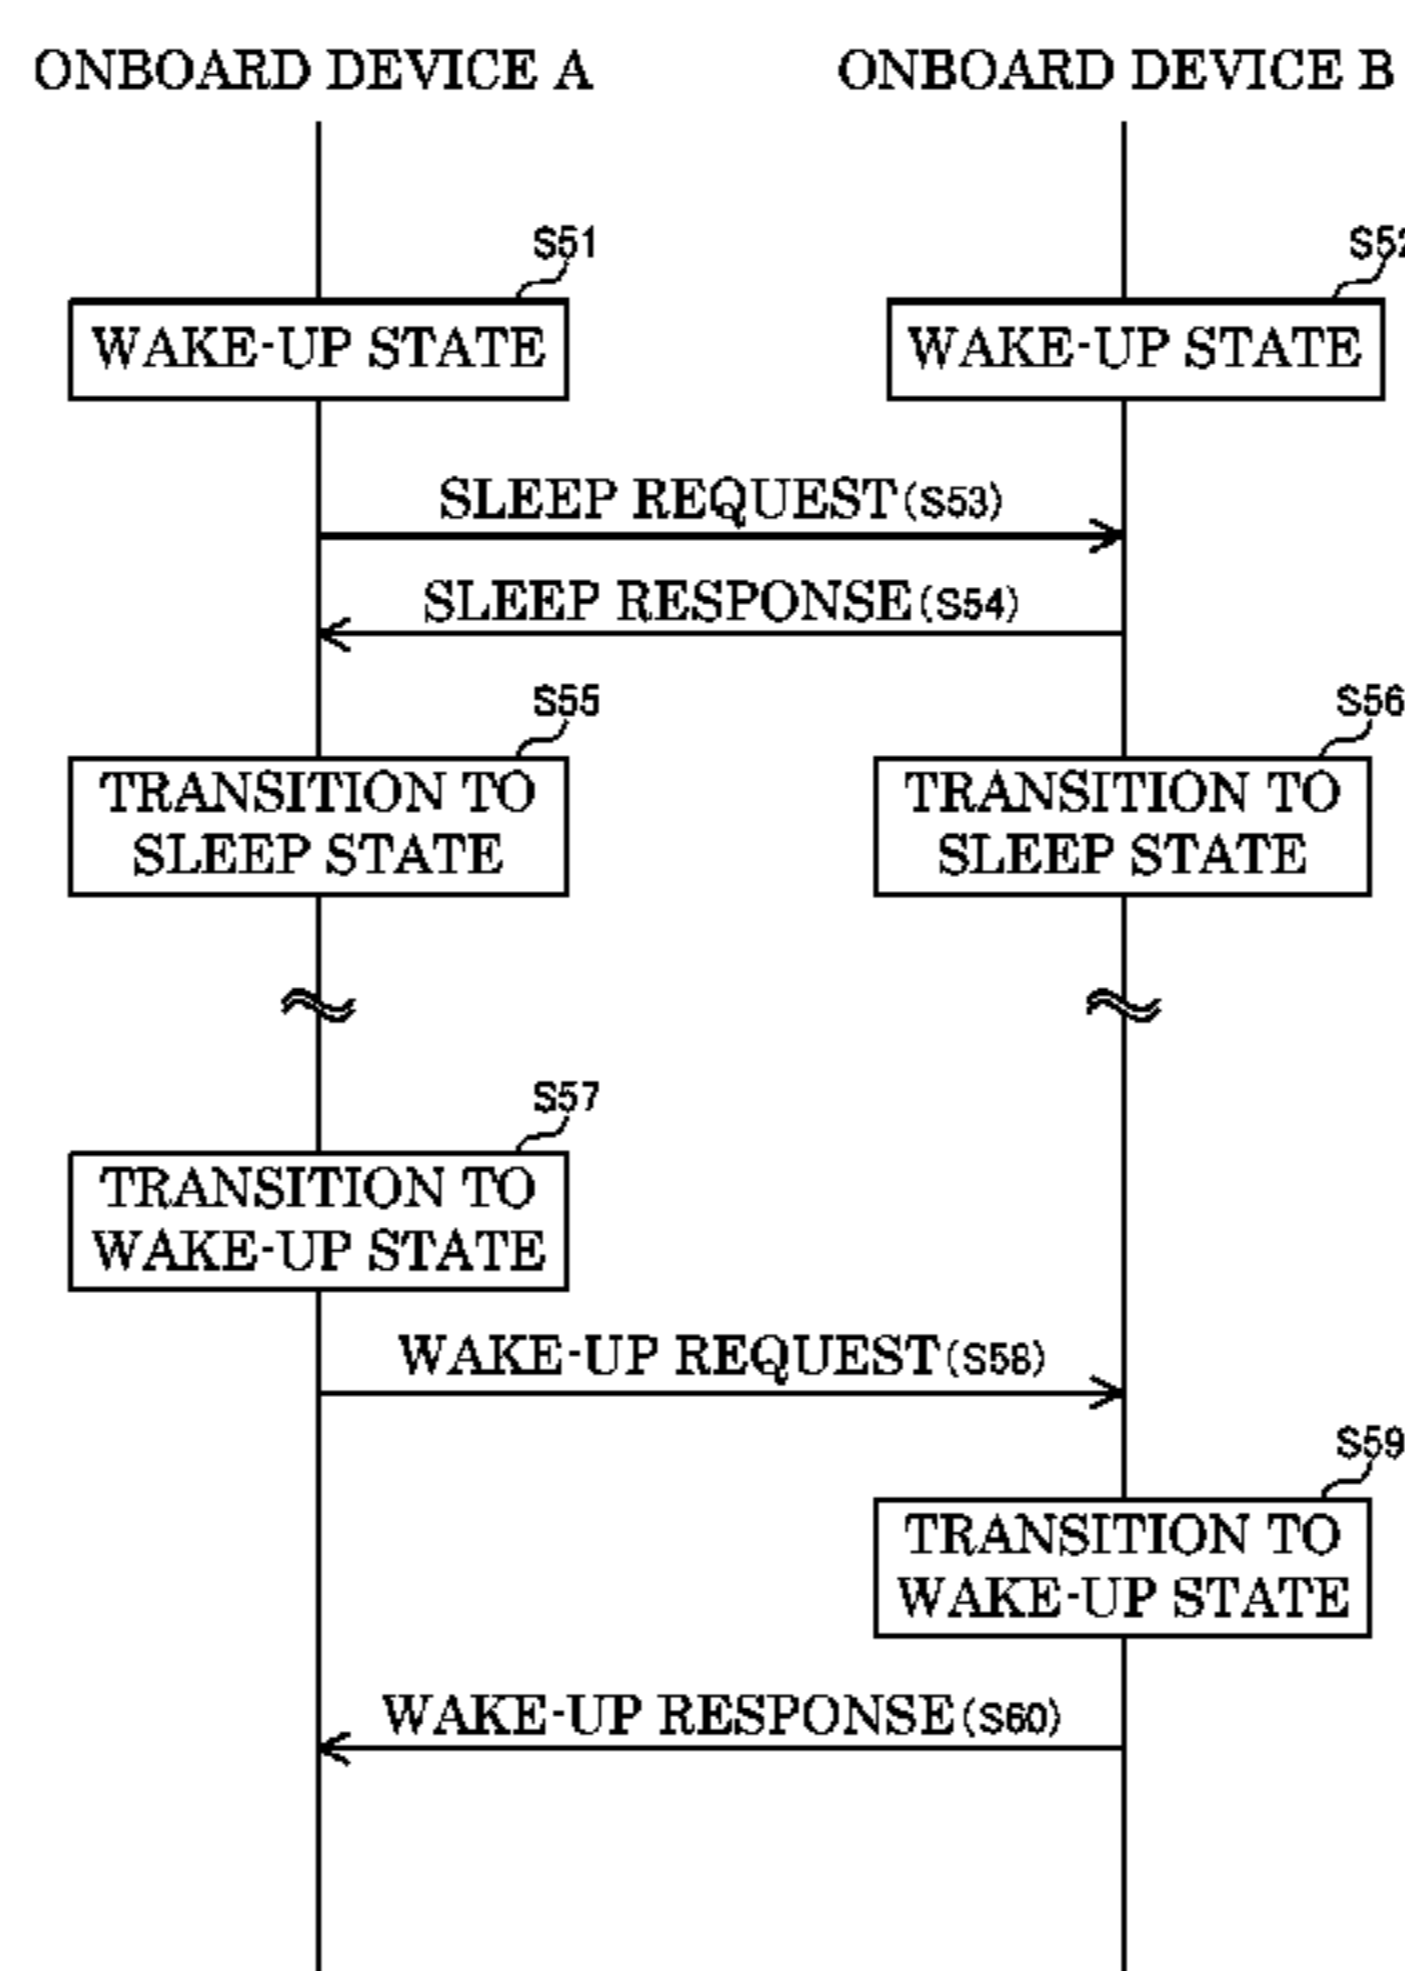 ONBOARD DEVICE A
ONBOARD DEVICE B
S51
S52
WAKE-UP STATE
WAKE-UP STATE
SLEEP REQUEST(S53)
SLEEP RESPONSE(S54)
S55
S56
TRANSITION TO
SLEEP STATE
TRANSITION TO
SLEEP STATE
S57
TRANSITION TO
WAKE-UP STATE
WAKE-UP REQUEST(S58)
S59
TRANSITION TO
WAKE-UP STATE
WAKE-UP RESPONSE(S60)